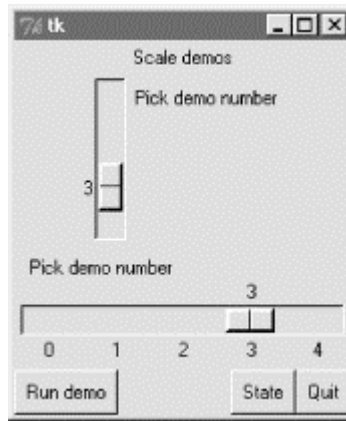 tk
Scale demos
Pick demo number
3
Pick demo number
3
0 1 2 3 4
Run demo State Quit